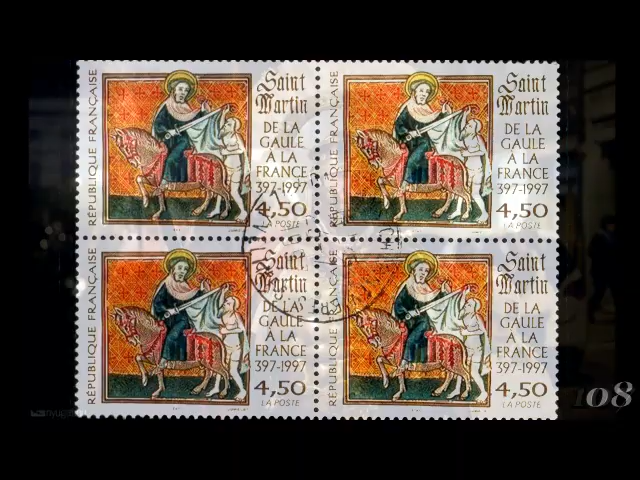 RÉPUBLIQUE FRANÇAISE
Saint
Martin
DE LA
GAULE
À LA
FRANCE
397-1997
4,50
LA POSTE
RÉPUBLIQUE FRANÇAISE
Saint
Martin
DE LA
GAULE
À LA
FRANCE
397-1997
4,50
LA POSTE
RÉPUBLIQUE FRANÇAISE
Saint
Martin
DE LA
GAULE
À LA
FRANCE
397-1997
4,50
LA POSTE
RÉPUBLIQUE FRANÇAISE
Saint
Martin
DE LA
GAULE
À LA
FRANCE
397-1997
4,50
LA POSTE
108